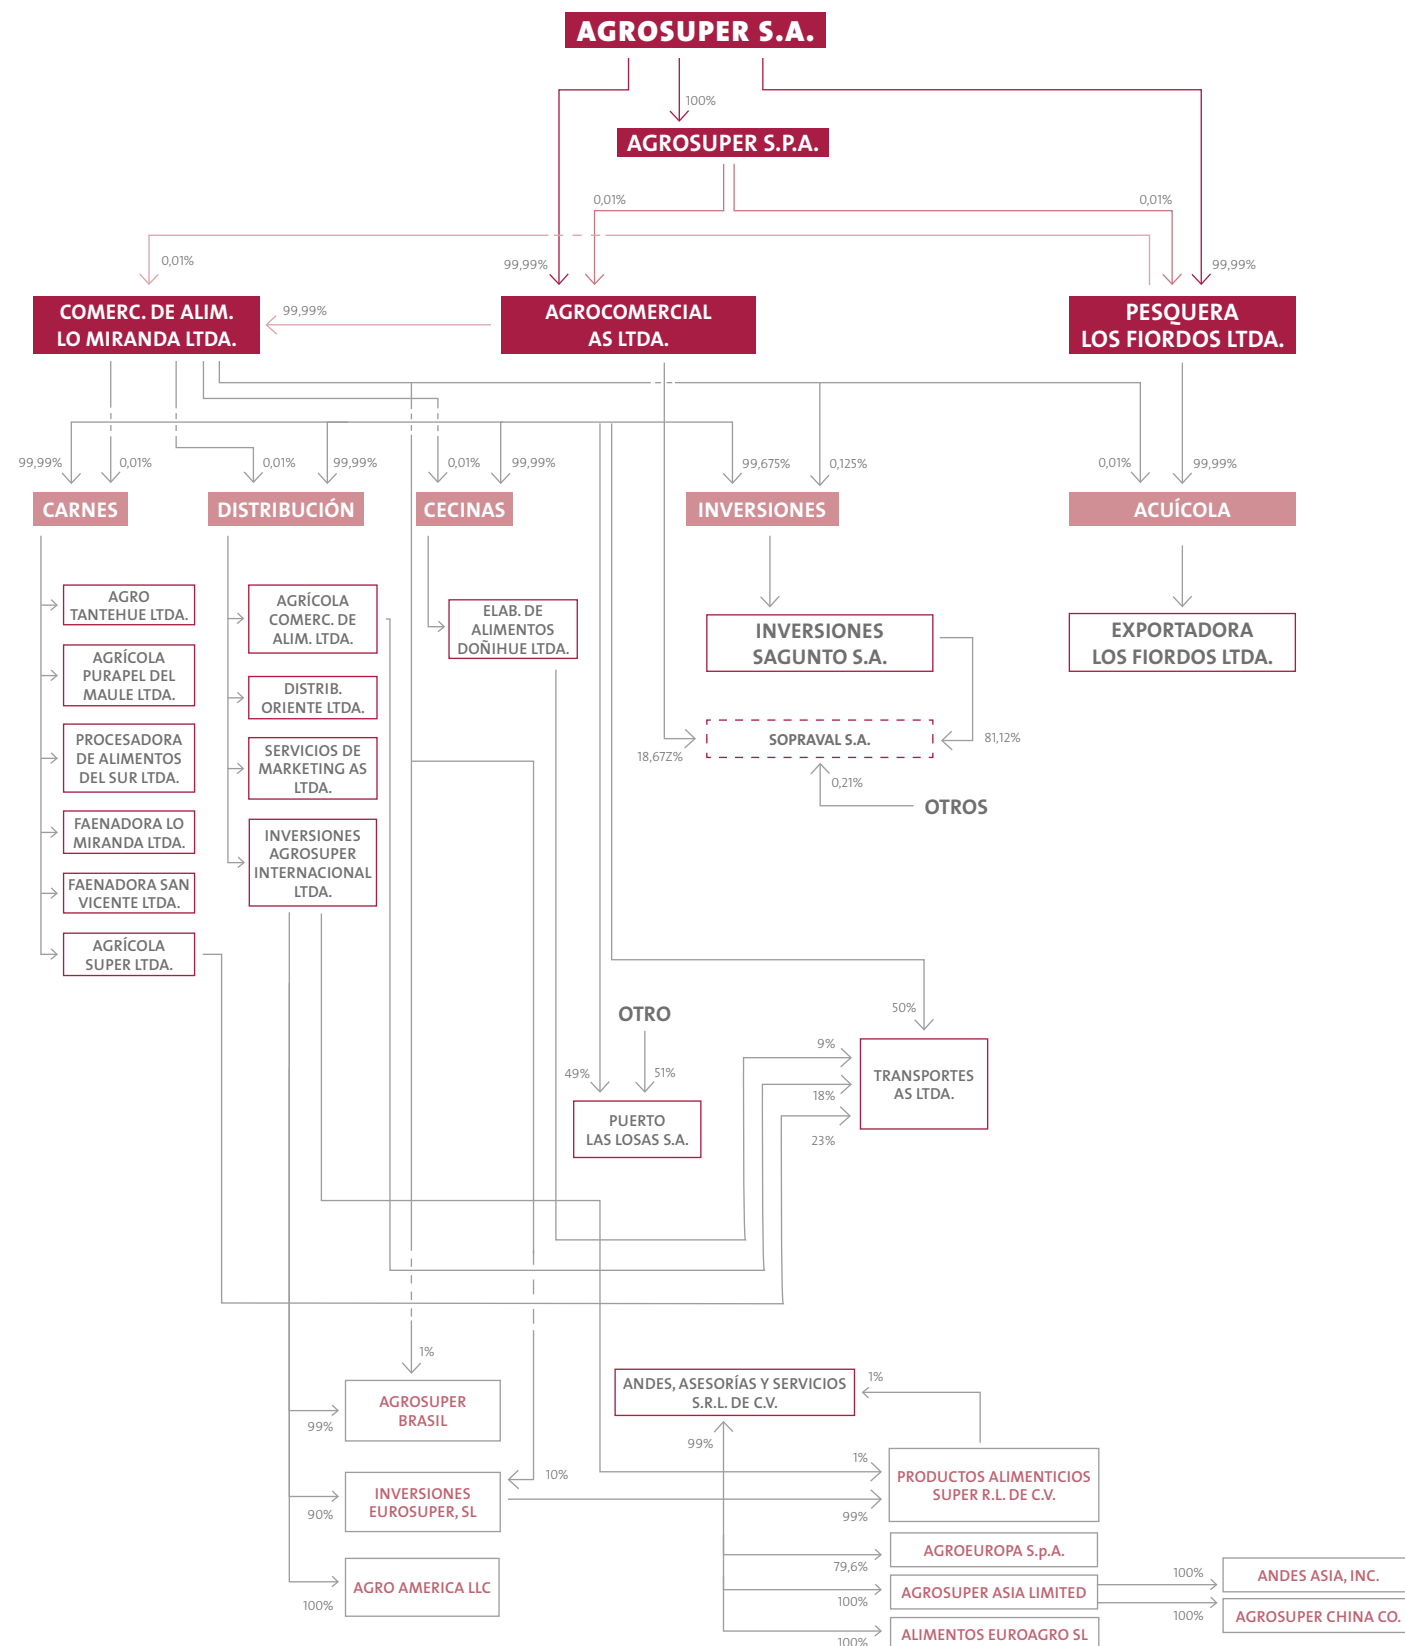 AGROSUPER S.A.
100%
AGROSUPER S.P.A.
0,01%
0,01%
0,01%
99,99%
99,99%
COMERC. DE ALIM.
LO MIRANDA LTDA.
99,99%
AGROCOMERCIAL
AS LTDA.
PESQUERA
LOS FIORDOS LTDA.
99,99%
0,01%
0,01%
99,99%
0,01%
99,99%
99,675%
0,125%
0,01%
99,99%
CARNES
DISTRIBUCIÓN
CECINAS
INVERSIONES
ACUÍCOLA
AGRO
TANTEHUE LTDA.
AGRÍCOLA
PURAPEL DEL
MAULE LTDA.
PROCESADORA
DE ALIMENTOS
DEL SUR LTDA.
FAENADORA LO
MIRANDA LTDA.
FAENADORA SAN
VICENTE LTDA.
AGRÍCOLA
SUPER LTDA.
AGRÍCOLA
COMERC. DE
ALIM. LTDA.
DISTRIB.
ORIENTE LTDA.
SERVICIOS DE
MARKETING AS
LTDA.
INVERSIONES
AGROSUPER
INTERNACIONAL
LTDA.
ELAB. DE
ALIMENTOS
DOÑIHUE LTDA.
INVERSIONES
SAGUNTO S.A.
EXPORTADORA
LOS FIORDOS LTDA.
SOPRAVAL S.A.
18,67Z%
81,12%
0,21%
OTROS
OTRO
49%
51%
PUERTO
LAS LOSAS S.A.
50%
9%
18%
23%
TRANSPORTES
AS LTDA.
1%
AGROSUPER
BRASIL
99%
10%
INVERSIONES
EUROSUPER, SL
90%
AGRO AMERICA LLC
100%
ANDES, ASESORÍAS Y SERVICIOS
S.R.L. DE C.V.
1%
99%
1%
PRODUCTOS ALIMENTICIOS
SUPER R.L. DE C.V.
99%
AGROEUROPA S.p.A.
79,6%
AGROSUPER ASIA LIMITED
100%
ALIMENTOS EUROAGRO SL
100%
100%
ANDES ASIA, INC.
100%
AGROSUPER CHINA CO.